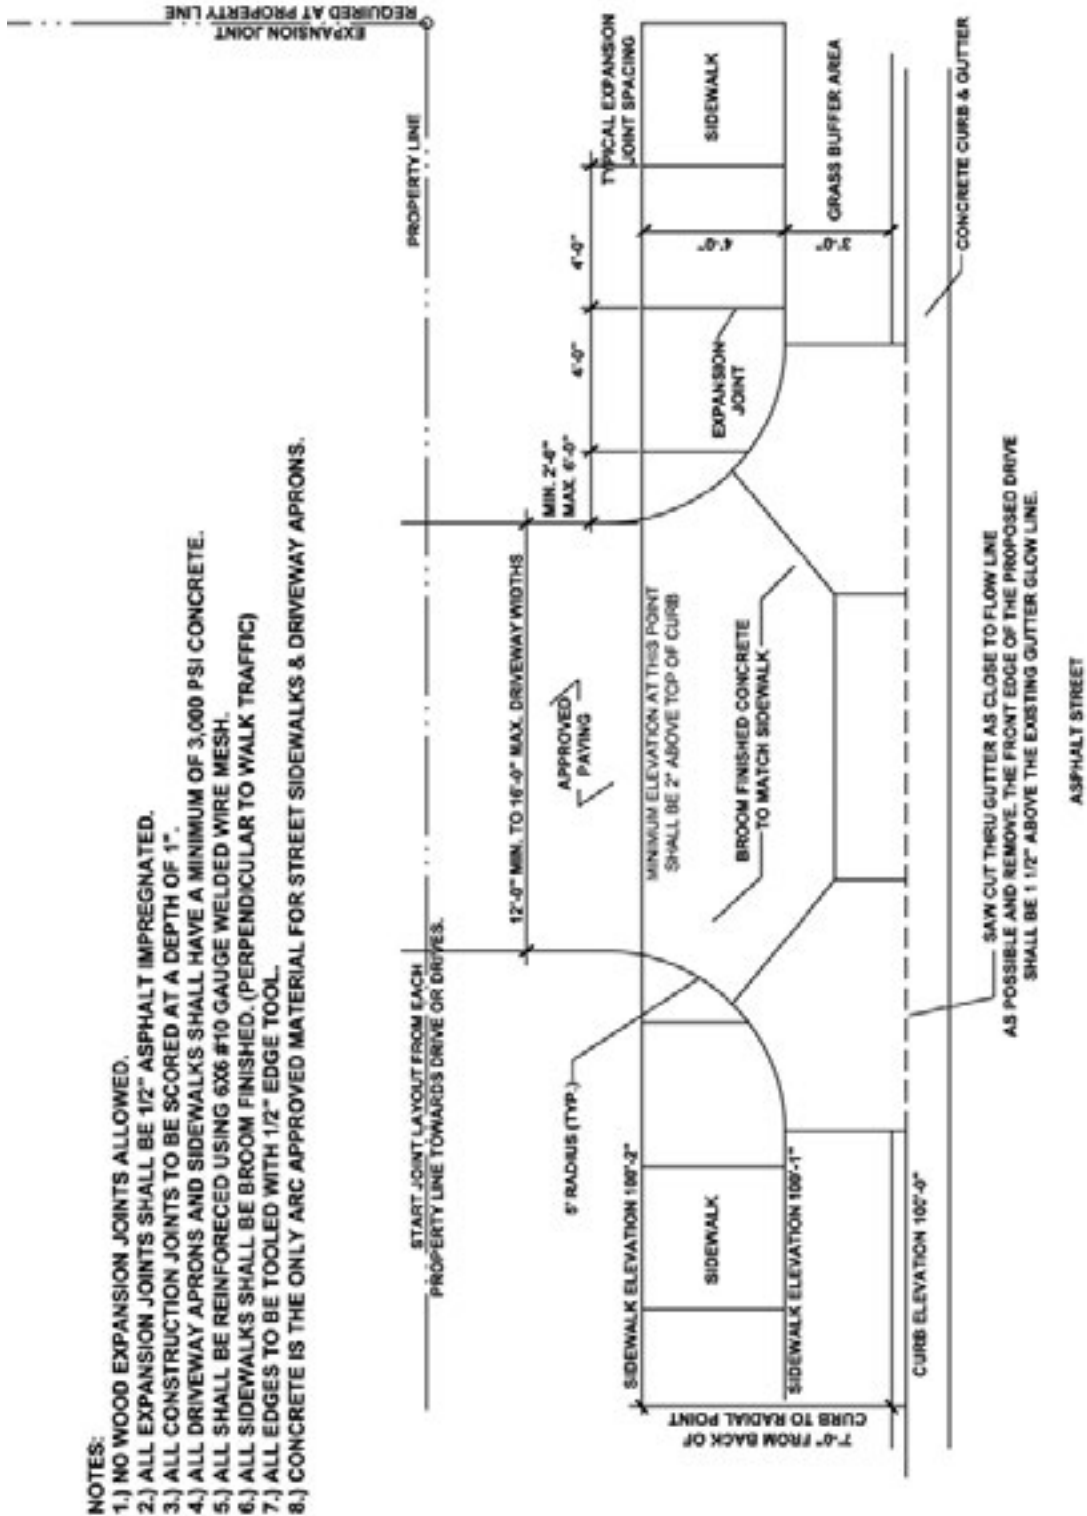 NOTES:
1.) NO WOOD EXPANSION JOINTS ALLOWED.
2.) ALL EXPANSION JOINTS SHALL BE 1/2" ASPHALT IMPREGNATED.
3.) ALL CONSTRUCTION JOINTS TO BE SCORED AT A DEPTH OF 1".
4.) ALL DRIVEWAY APRONS AND SIDEWALKS SHALL HAVE A MINIMUM OF 3,000 PSI CONCRETE.
5.) ALL SHALL BE REINFORECED USING 6X6 #10 GAUGE WELDED WIRE MESH.
6.) ALL SIDEWALKS SHALL BE BROOM FINISHED. (PERPENDICULAR TO WALK TRAFFIC)
7.) ALL EDGES TO BE TOOLED WITH 1/2" EDGE TOOL.
8.) CONCRETE IS THE ONLY ARC APPROVED MATERIAL FOR STREET SIDEWALKS & DRIVEWAY APRONS.
EXPANSION JOINT
REQUIRED AT PROPERTY LINE
START JOINT LAYOUT FROM EACH
PROPERTY LINE TOWARDS DRIVE OR DRIVES.
PROPERTY LINE
12'-0" MIN. TO 16'-0" MAX. DRIVEWAY WIDTHS
MIN. 2'-6"
MAX. 6'-0"
4'-0"
4'-0"
TYPICAL EXPANSION
JOINT SPACING
APPROVED
PAVING
5' RADIUS (TYP.)
SIDEWALK ELEVATION 100'-2"
MINIMUM ELEVATION AT THIS POINT
SHALL BE 2" ABOVE TOP OF CURB
SIDEWALK
BROOM FINISHED CONCRETE
TO MATCH SIDEWALK
EXPANSION
JOINT
4'-0"
SIDEWALK
SIDEWALK ELEVATION 100'-1"
7'-0" FROM BACK OF
CURB TO RADIAL POINT
3'-0"
GRASS BUFFER AREA
CURB ELEVATION 100'-0"
SAW CUT THRU GUTTER AS CLOSE TO FLOW LINE
AS POSSIBLE AND REMOVE. THE FRONT EDGE OF THE PROPOSED DRIVE
SHALL BE 1 1/2" ABOVE THE EXISTING GUTTER GLOW LINE.
CONCRETE CURB & GUTTER
ASPHALT STREET